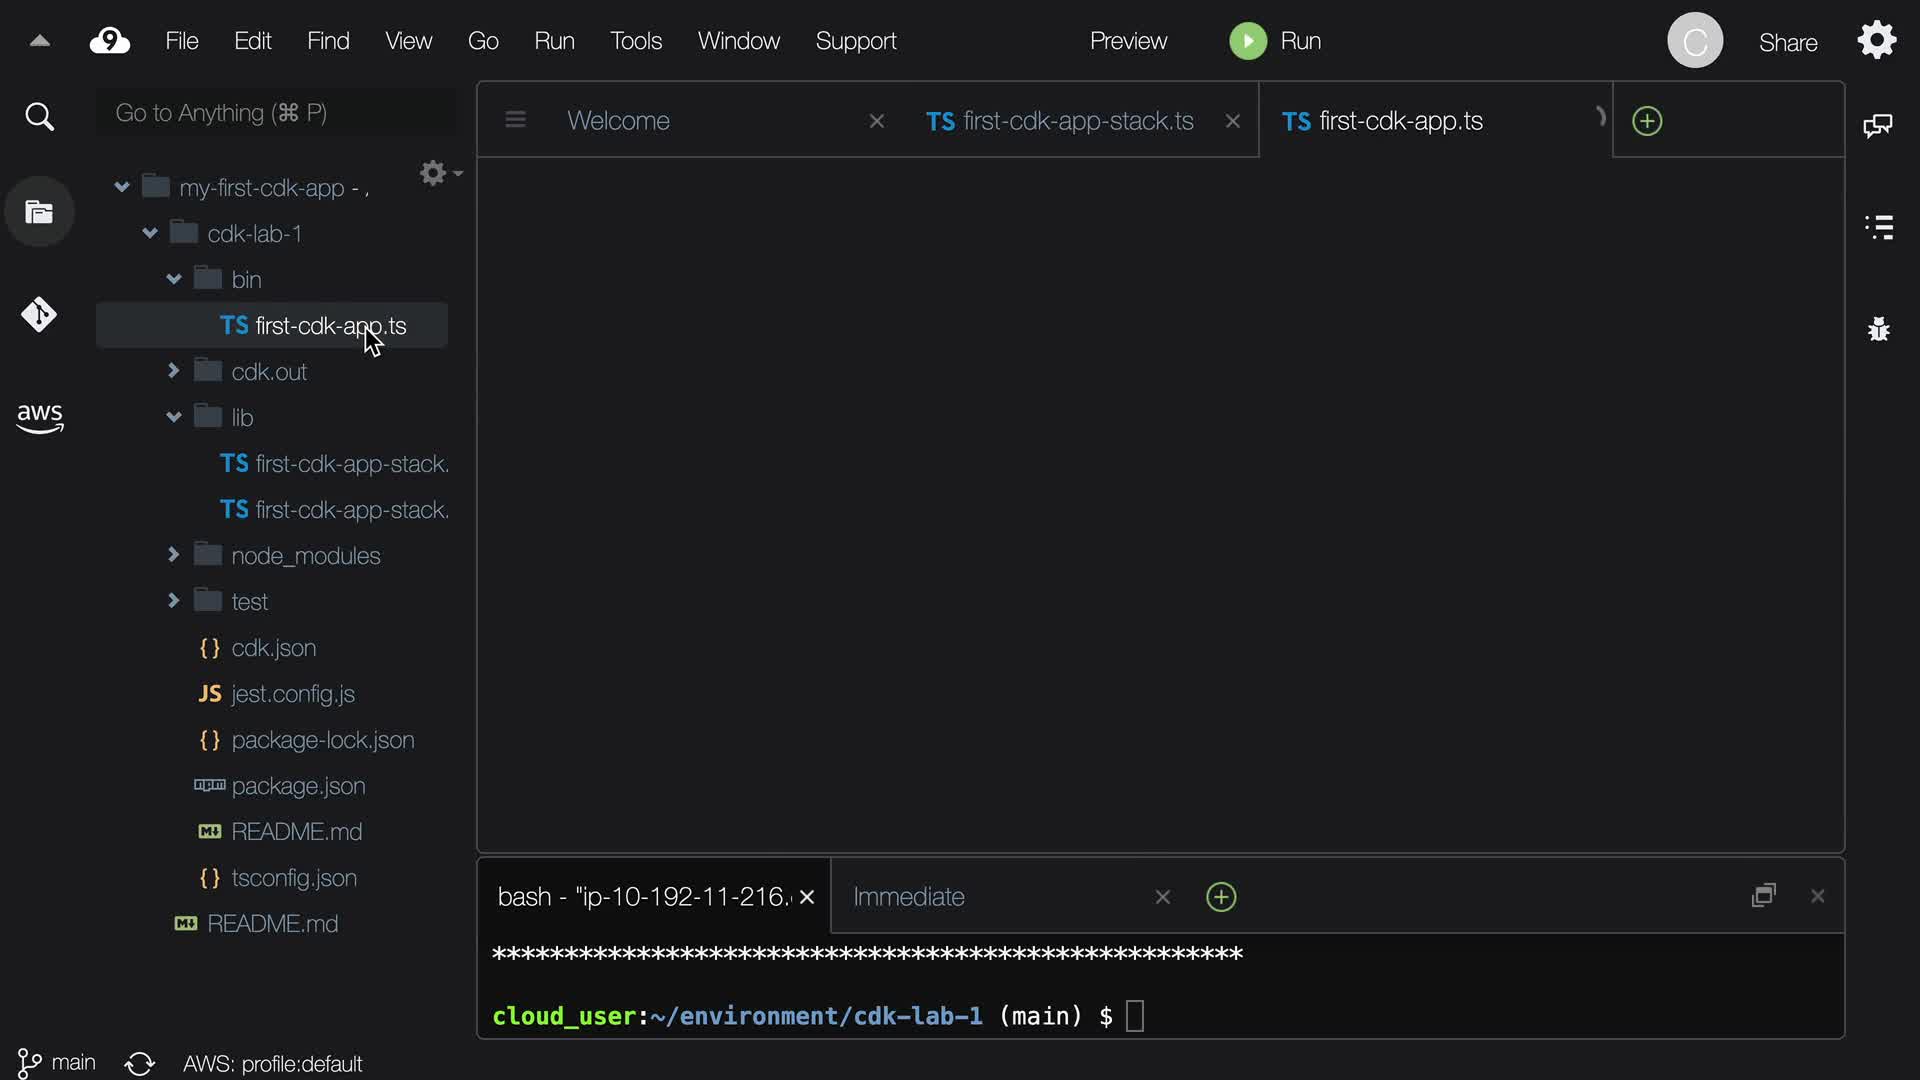 9 File Edit Find View Go Run Tools Window Support Preview Run C Share
Go to Anything (⌘ P)
Welcome TS first-cdk-app-stack.ts TS first-cdk-app.ts
my-first-cdk-app - /
cdk-lab-1
bin
TS first-cdk-app.ts
cdk.out
aws
lib
TS first-cdk-app-stack.
TS first-cdk-app-stack.
node_modules
test
{} cdk.json
JS jest.config.js
{} package-lock.json
npm package.json
M README.md
{} tsconfig.json
M README.md
bash - "ip-10-192-11-216. Immediate
****************************************************
cloud_user:~/environment/cdk-lab-1 (main) $
main AWS: profile:default